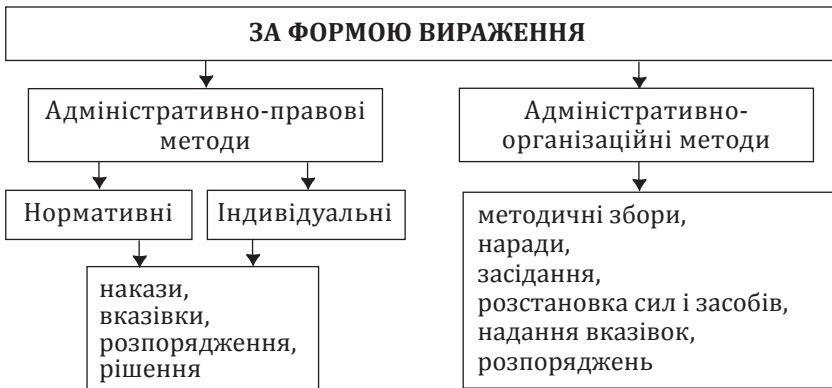 ЗА ФОРМОЮ ВИРАЖЕННЯ
Адміністративно-правові
методи
Адміністративно-
організаційні методи
Нормативні
Індивідуальні
накази,
вказівки,
розпорядження,
рішення
методичні збори,
наради,
засідання,
розстановка сил і засобів,
надання вказівок,
розпоряджень